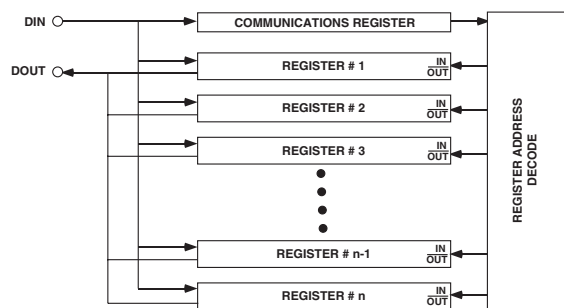 DIN
COMMUNICATIONS REGISTER
DOUT
REGISTER # 1
IN
OUT
REGISTER # 2
IN
OUT
REGISTER # 3
IN
OUT
REGISTER # n-1
IN
OUT
REGISTER # n
IN
OUT
REGISTER ADDRESS
DECODE